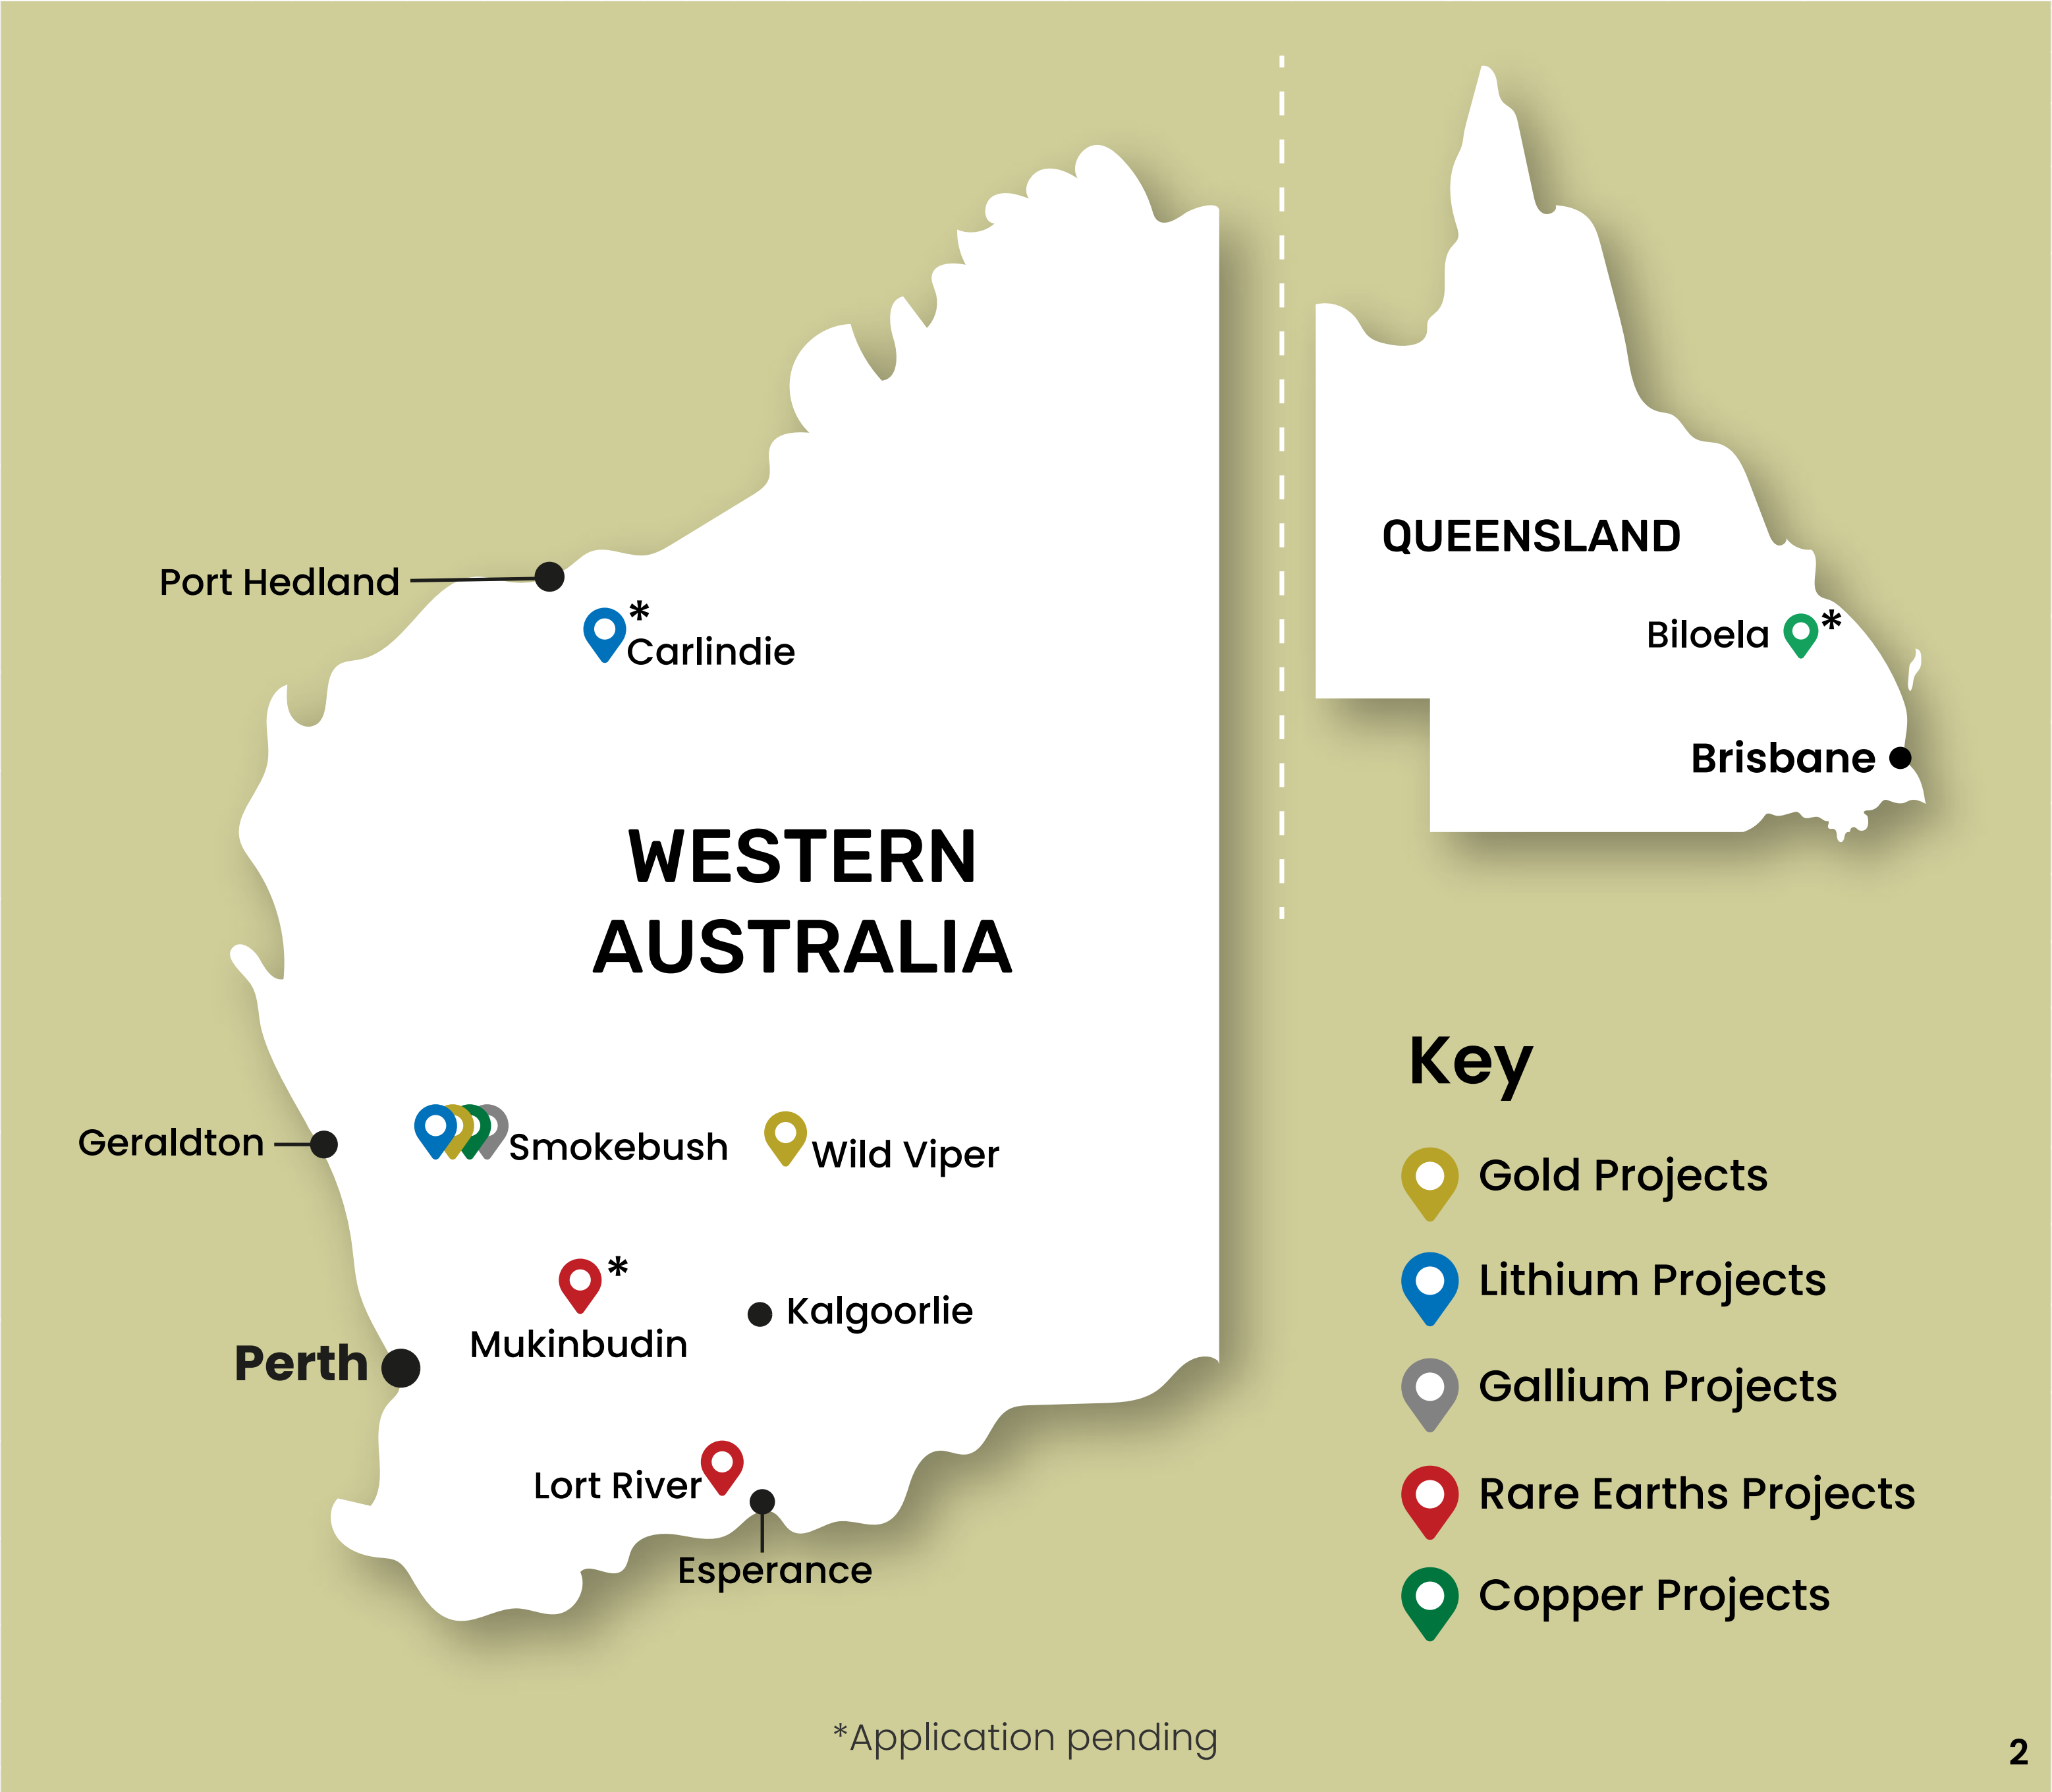 QUEENSLAND
Biloela *
Brisbane
Port Hedland
*
Carlindie
WESTERN
AUSTRALIA
Geraldton
Smokebush
Wild Viper
*
Mukinbudin
Kalgoorlie
Perth
Lort River
Esperance
Key
Gold Projects
Lithium Projects
Gallium Projects
Rare Earths Projects
Copper Projects
*Application pending
2